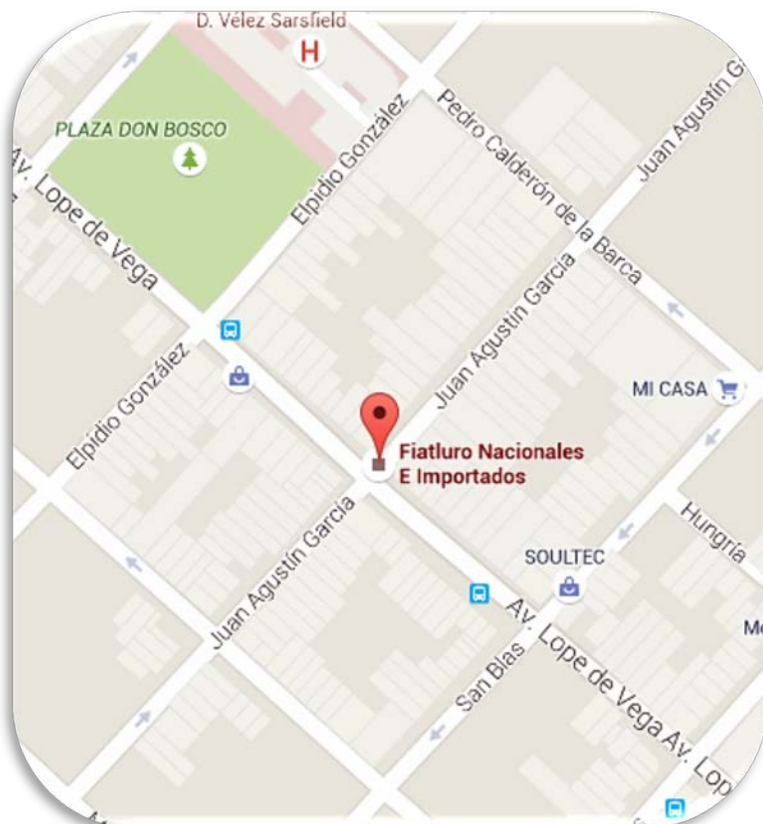 D. Vélez Sarsfield
H
PLAZA DON BOSCO
Av. Lope de Vega
Elpidio González
Pedro Calderón de la Barca
Juan Agustín G
Elpidio González
Juan Agustín García
MI CASA
Fiatluro Nacionales
E Importados
Juan Agustín García
Hungría
SOULTEC
Av. Lope de Vega
San Blas
Av. Lop